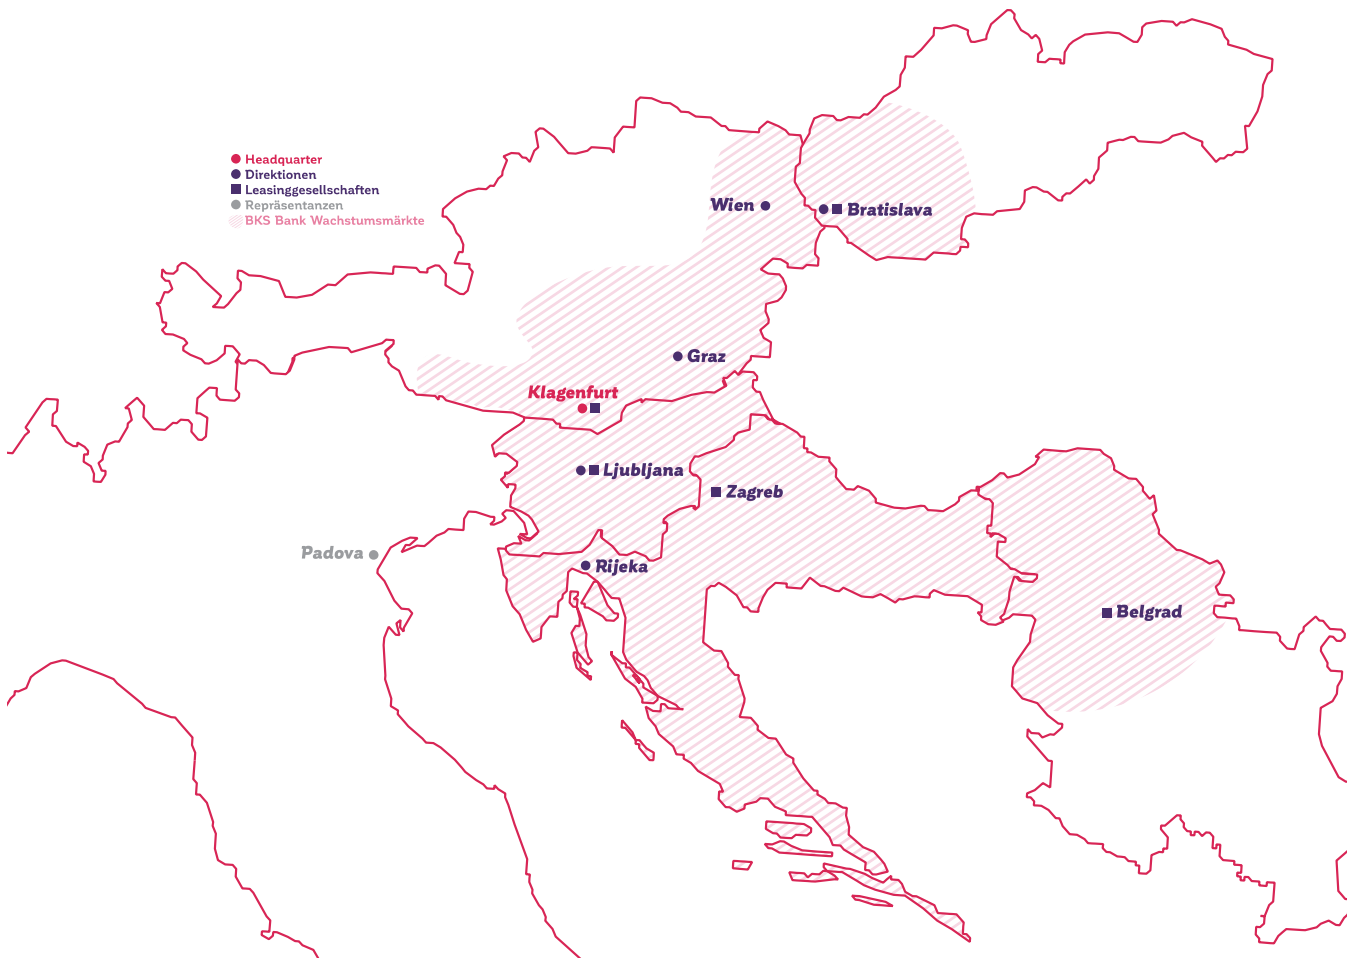 Headquarter
Direktionen
Leasinggesellschaften
Repräsentanzen
BKS Bank Wachstumsmärkte
Wien
Bratislava
Graz
Klagenfurt
Ljubljana
Zagreb
Padova
Rijeka
Belgrad